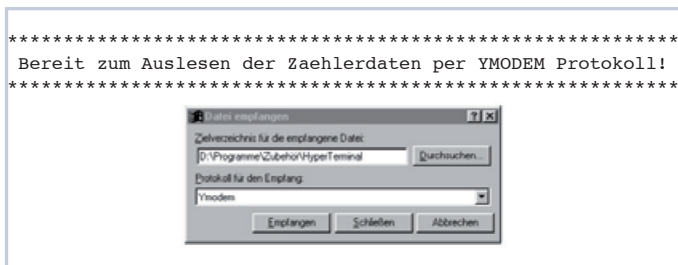 ************************************************************
Bereit zum Auslesen der Zaehlerdaten per YMODEM Protokoll!
************************************************************
Datei empfangen
Zielverzeichnis für die empfangene Datei:
D:\Programme\Zubehör\HyperTerminal Durchsuchen...
Protokoll für den Empfang:
Ymodem
Empfangen Schließen Abbrechen